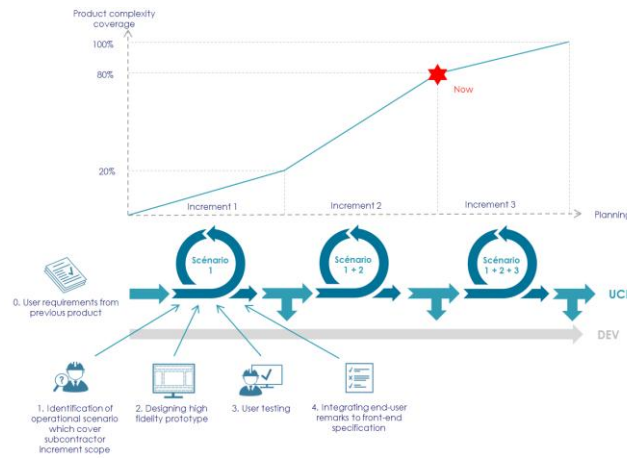 Product complexity
coverage
100%
80%
Now
20%
Increment 1
Increment 2
Increment 3
Planning
Scénario
1
Scénario
1 + 2
Scénario
1 + 2 + 3
0. User requirements from
previous product
DEV
1. Identification of
operational scenario
which cover
subcontractor
increment scope
2. Designing high
fidelity prototype
3. User testing
4. Integrating end-user
remarks to front-end
specification